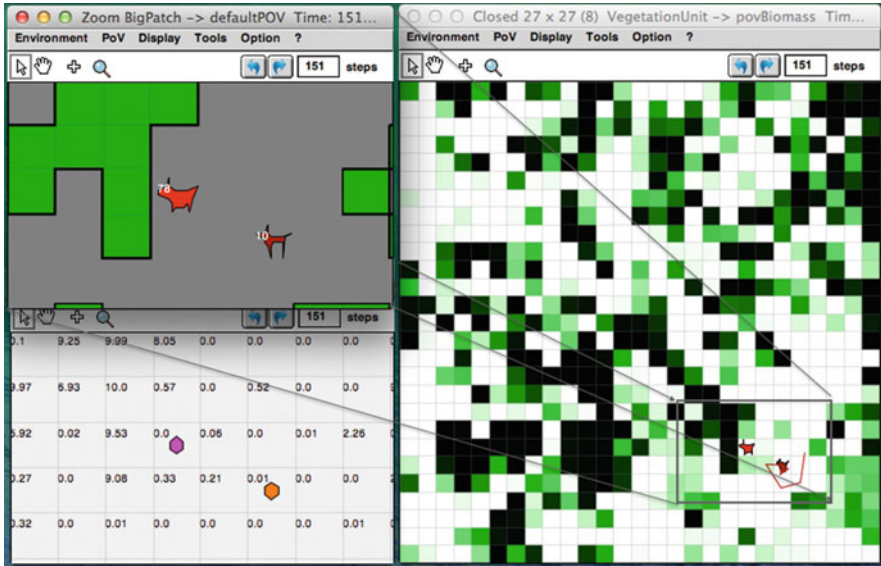 Zoom BigPatch -> defaultPOV Time: 151...
Environment PoV Display Tools Option ?
151 steps
78
10
151 steps
0.1 9.25 9.99 8.05 0.0 0.0 0.0 0.0
9.97 6.93 10.0 0.57 0.0 0.52 0.0 0.0
5.92 0.02 9.53 0.0 0.06 0.0 0.01 2.26
0.27 0.0 9.08 0.33 0.21 0.01 0.0 0.0
0.32 0.0 0.01 0.0 0.0 0.0 0.0 0.01
Closed 27 x 27 (8) VegetationUnit -> povBiomass Tim...
Environment PoV Display Tools Option ?
151 steps